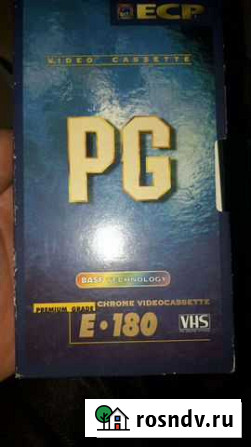 ECP
VIDEO CASSETTE
PG
BASF TECHNOLOGY
CHROME VIDEOCASSETTE
PREMIUM GRADE
E•180
VHS
rosndv.ru